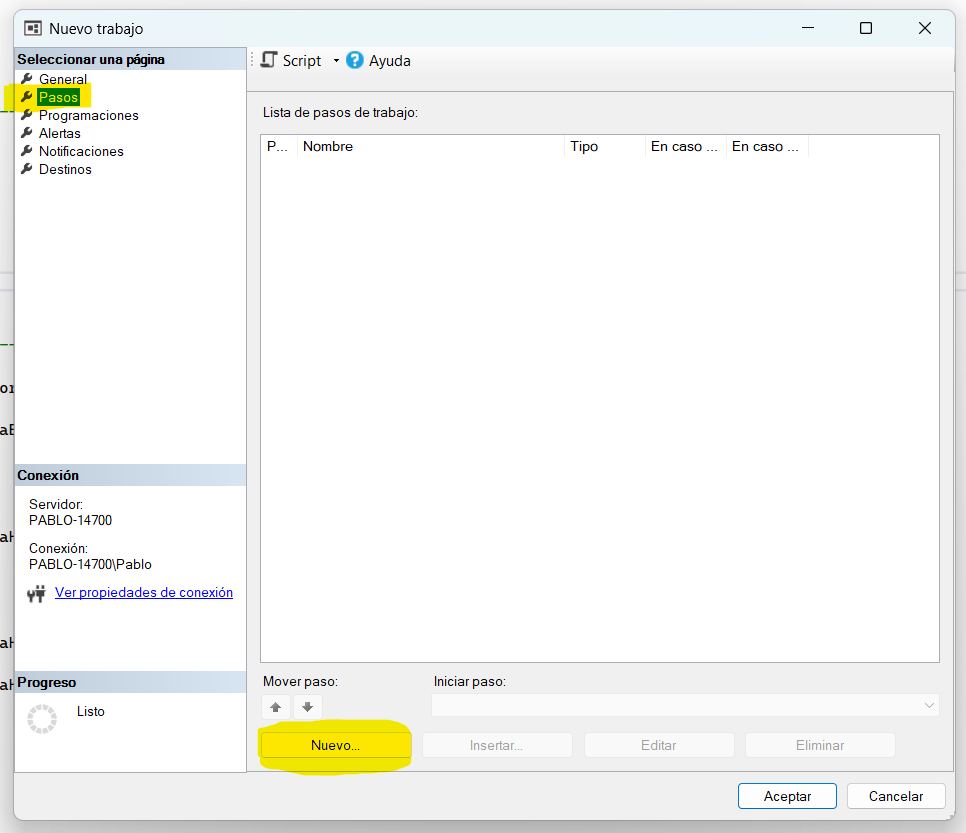 Nuevo trabajo
Seleccionar una página
Script
Ayuda
General
Pasos
Programaciones
Alertas
Notificaciones
Destinos
Lista de pasos de trabajo:
P... Nombre Tipo En caso ... En caso ...
Conexión
Servidor:
PABLO-14700
Conexión:
PABLO-14700\Pablo
Ver propiedades de conexión
Progreso
Listo
Mover paso: Iniciar paso:
Nuevo... Insertar... Editar Eliminar
Aceptar Cancelar